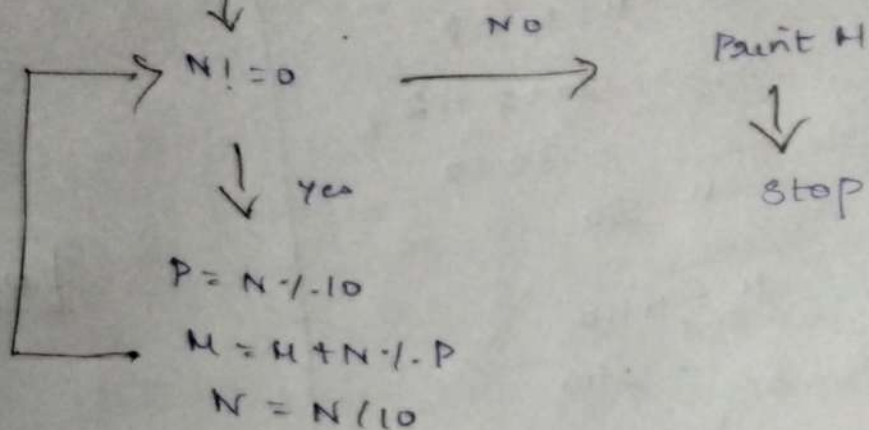 NO
N! = 0
Print M
Yes
Stop
P = N % 10
M = M + N % P
N = N / 10